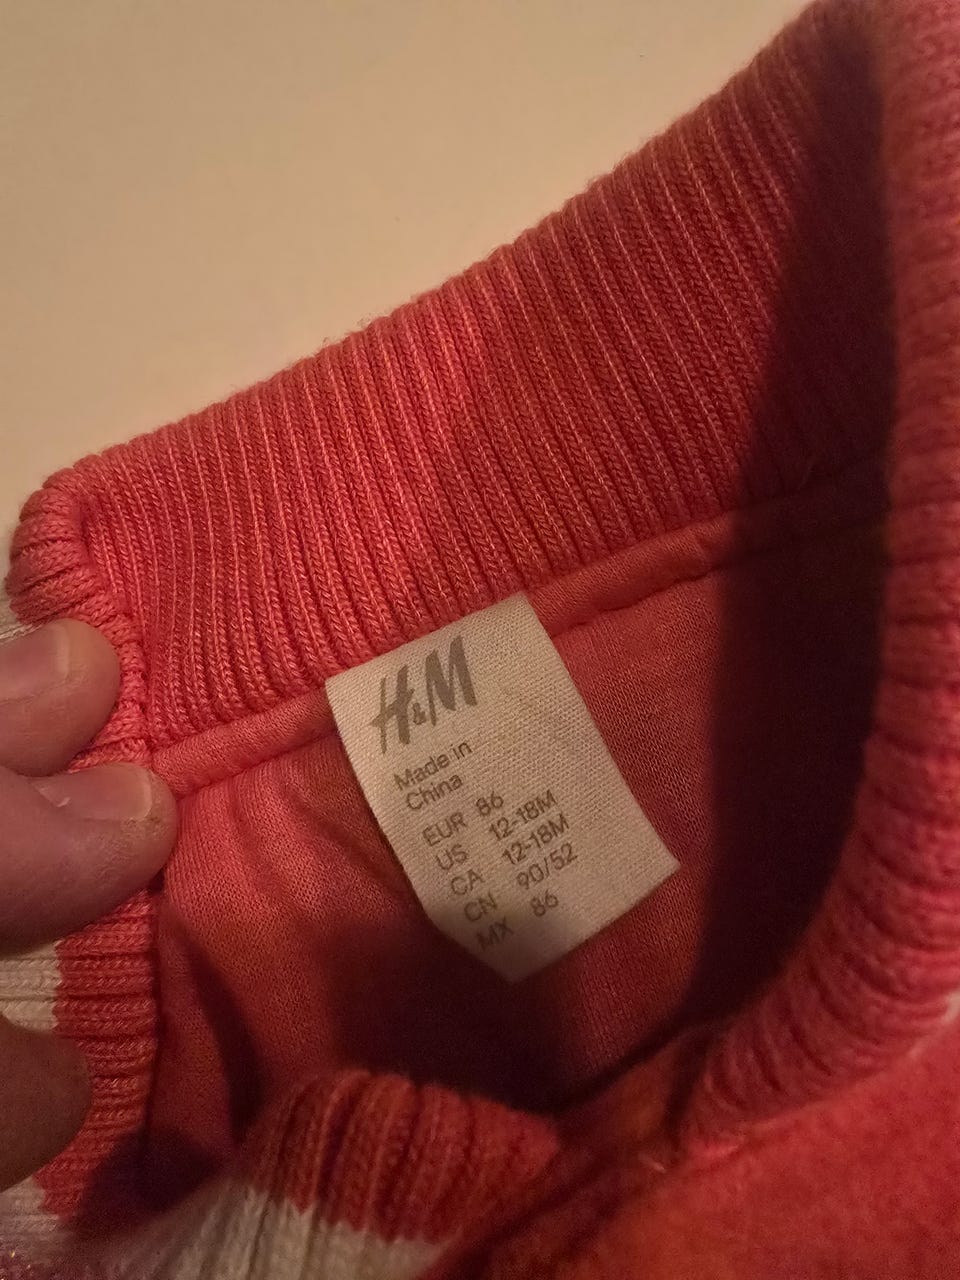 H&M
Made in
China
EUR 86
US 12-18M
CA 12-18M
CN 90/52
MX 86